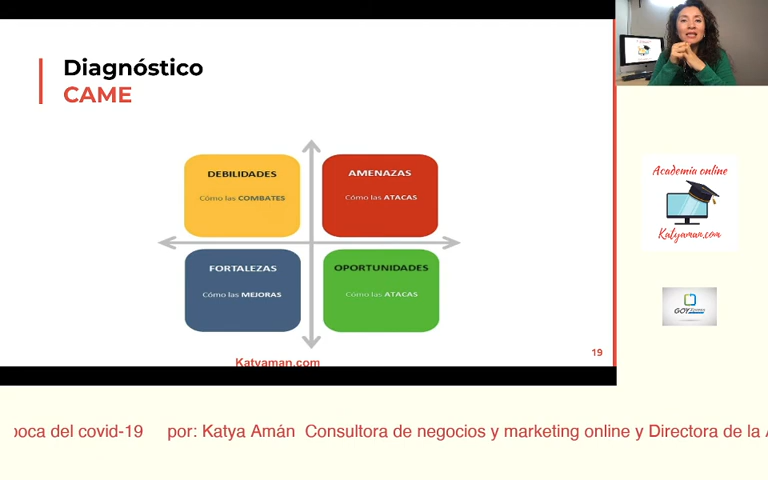 Diagnóstico
CAME
DEBILIDADES
Cómo las COMBATES
AMENAZAS
Cómo las ATACAS
FORTALEZAS
Cómo las MEJORAS
OPORTUNIDADES
Cómo las ATACAS
Katyaman.com
19
Academia online
Katyaman.com
poca del covid-19 por: Katya Amán Consultora de negocios y marketing online y Directora de la A